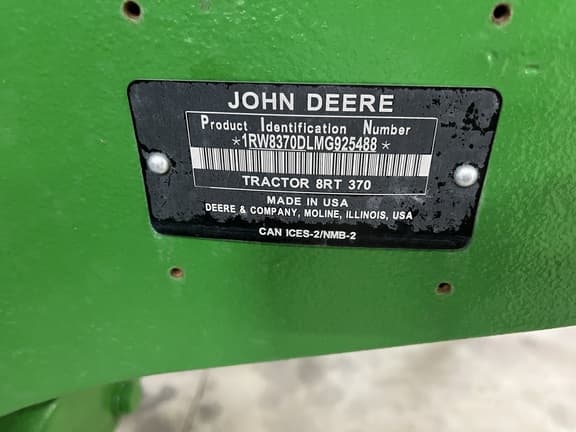 JOHN DEERE
Product Identification Number
*1RW8370DLMG925488*
TRACTOR 8RT 370
MADE IN USA
DEERE & COMPANY, MOLINE, ILLINOIS, USA
CAN ICES-2/NMB-2